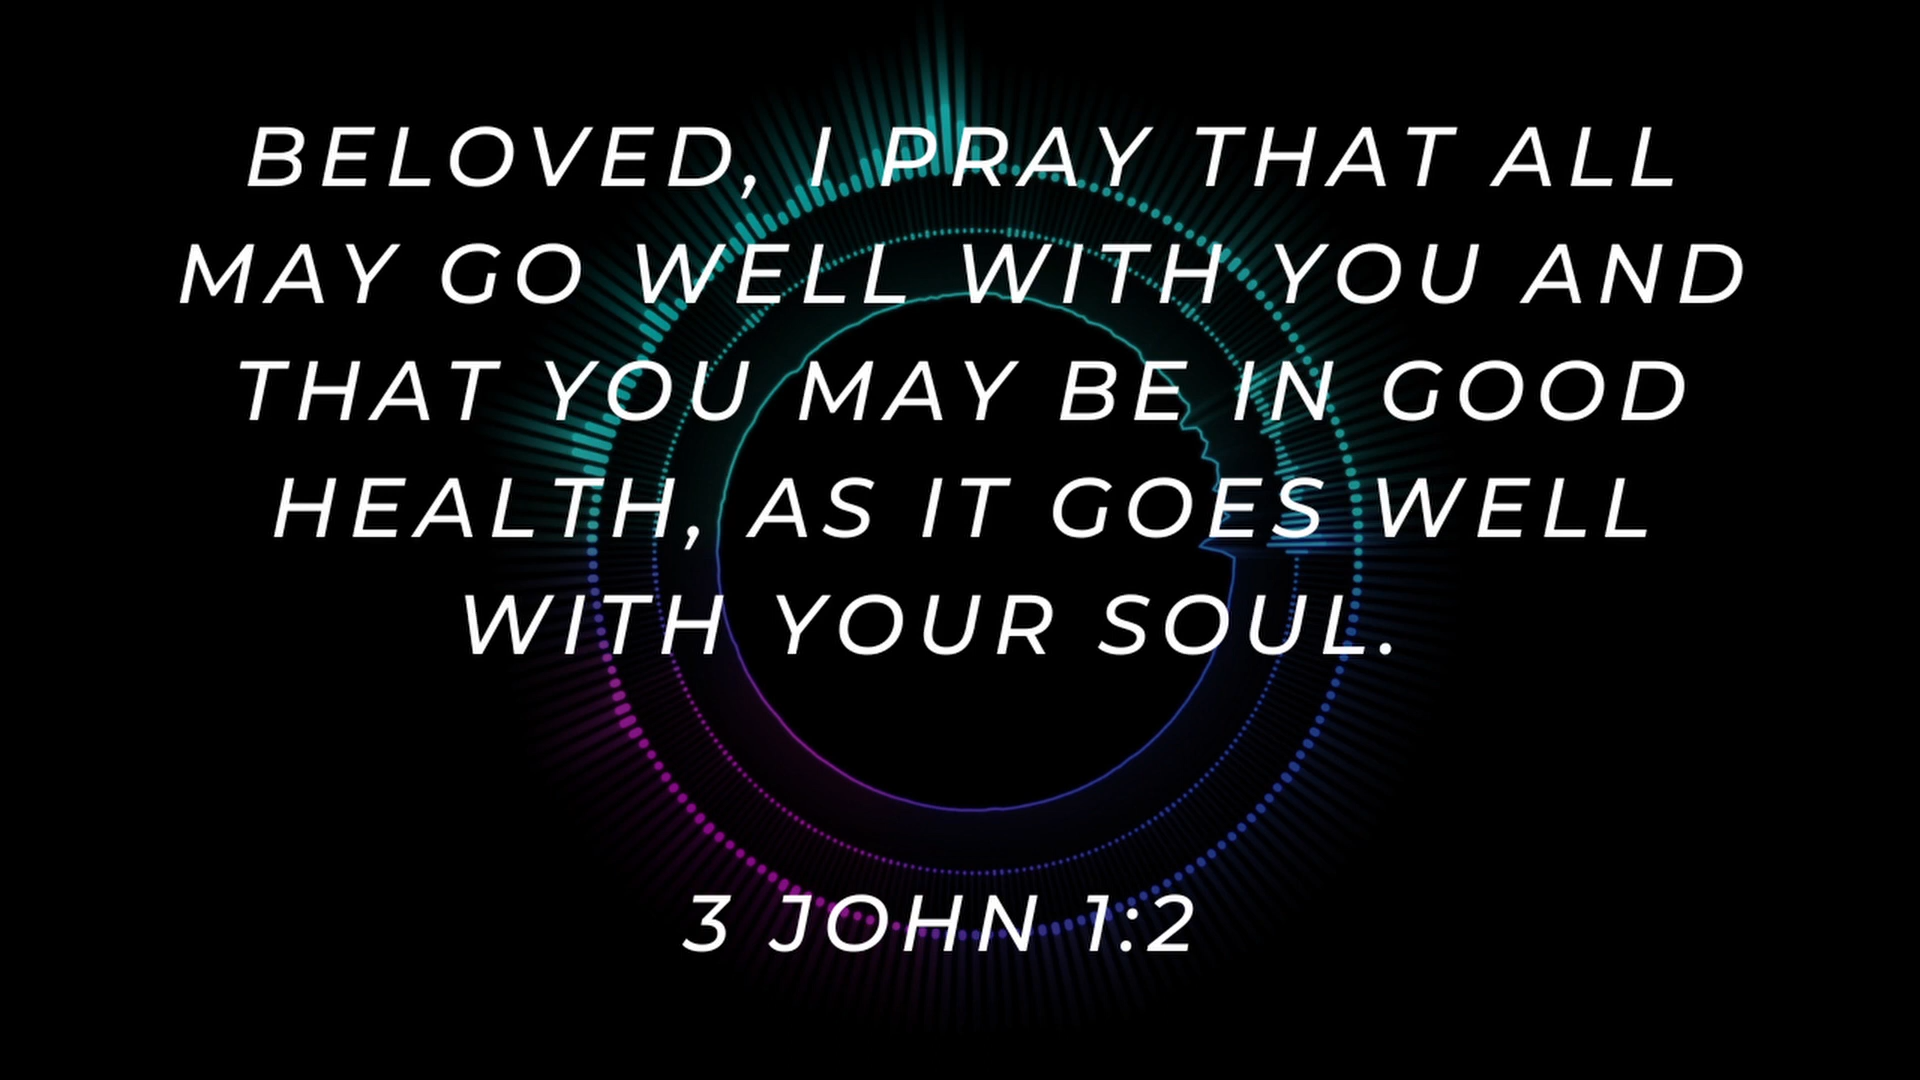 BELOVED, I PRAY THAT ALL
MAY GO WELL WITH YOU AND
THAT YOU MAY BE IN GOOD
HEALTH, AS IT GOES WELL
WITH YOUR SOUL.
3 JOHN 1:2